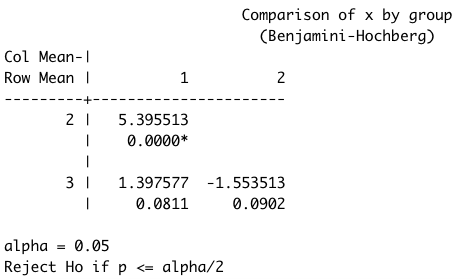 Comparison of x by group
(Benjamini-Hochberg)
Col Mean-|
Row Mean |          1          2
---------+----------------------
       2 |   5.395513
         |    0.0000*
         |
       3 |   1.397577  -1.553513
         |     0.0811     0.0902
alpha = 0.05
Reject Ho if p <= alpha/2